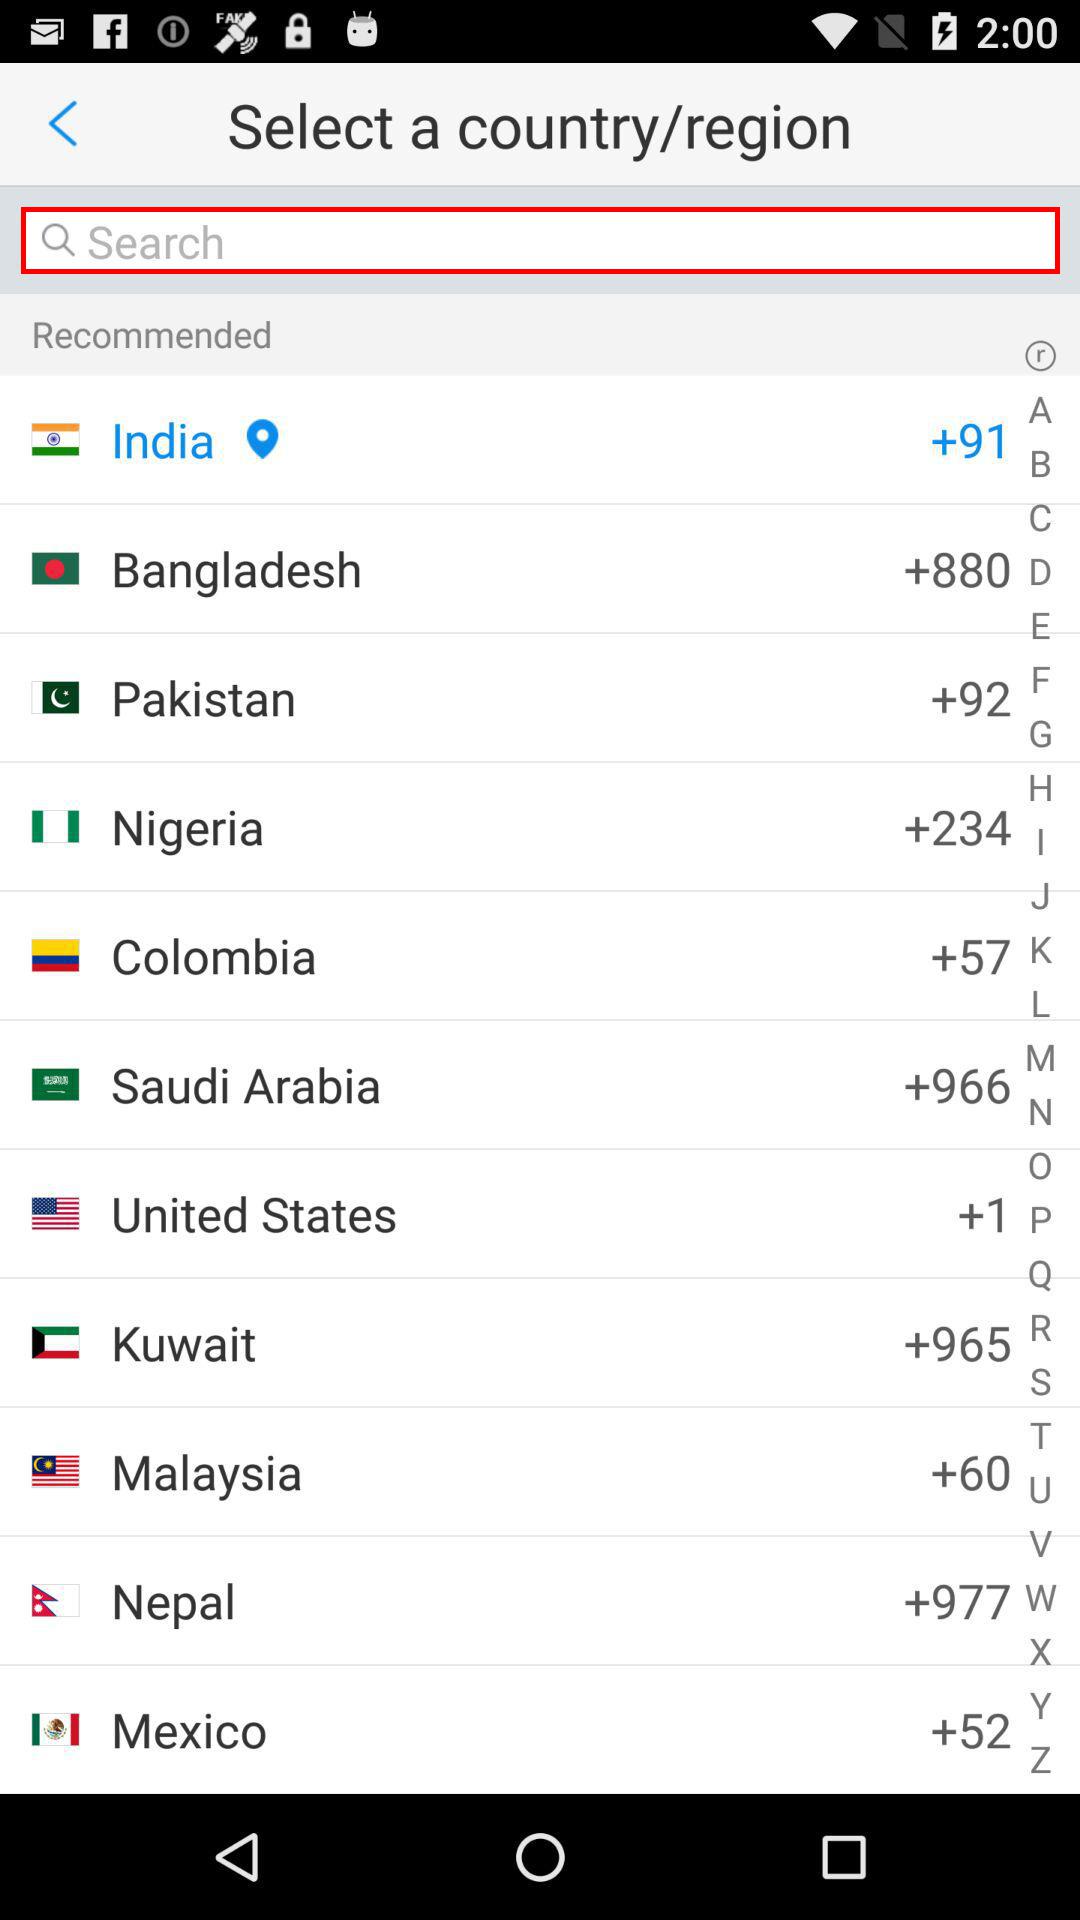 FAKE
2:00
Select a country/region
Search
Recommended
r
India +91
Bangladesh +880
Pakistan +92
Nigeria +234
Colombia +57
Saudi Arabia +966
United States +1
Kuwait +965
Malaysia +60
Nepal +977
Mexico +52
A
B
C
D
E
F
G
H
I
J
K
L
M
N
O
P
Q
R
S
T
U
V
W
X
Y
Z